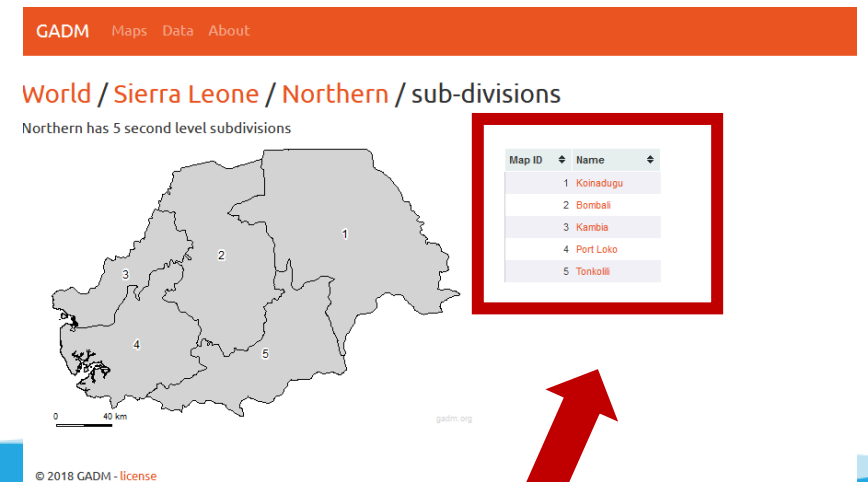 GADM Maps Data About
World / Sierra Leone / Northern / sub-divisions
Northern has 5 second level subdivisions
Map ID Name
1 Koinadugu
2 Bombali
3 Kambia
4 Port Loko
5 Tonkolili
1
2
3
4
5
0 40 km
gadm.org
© 2018 GADM - license